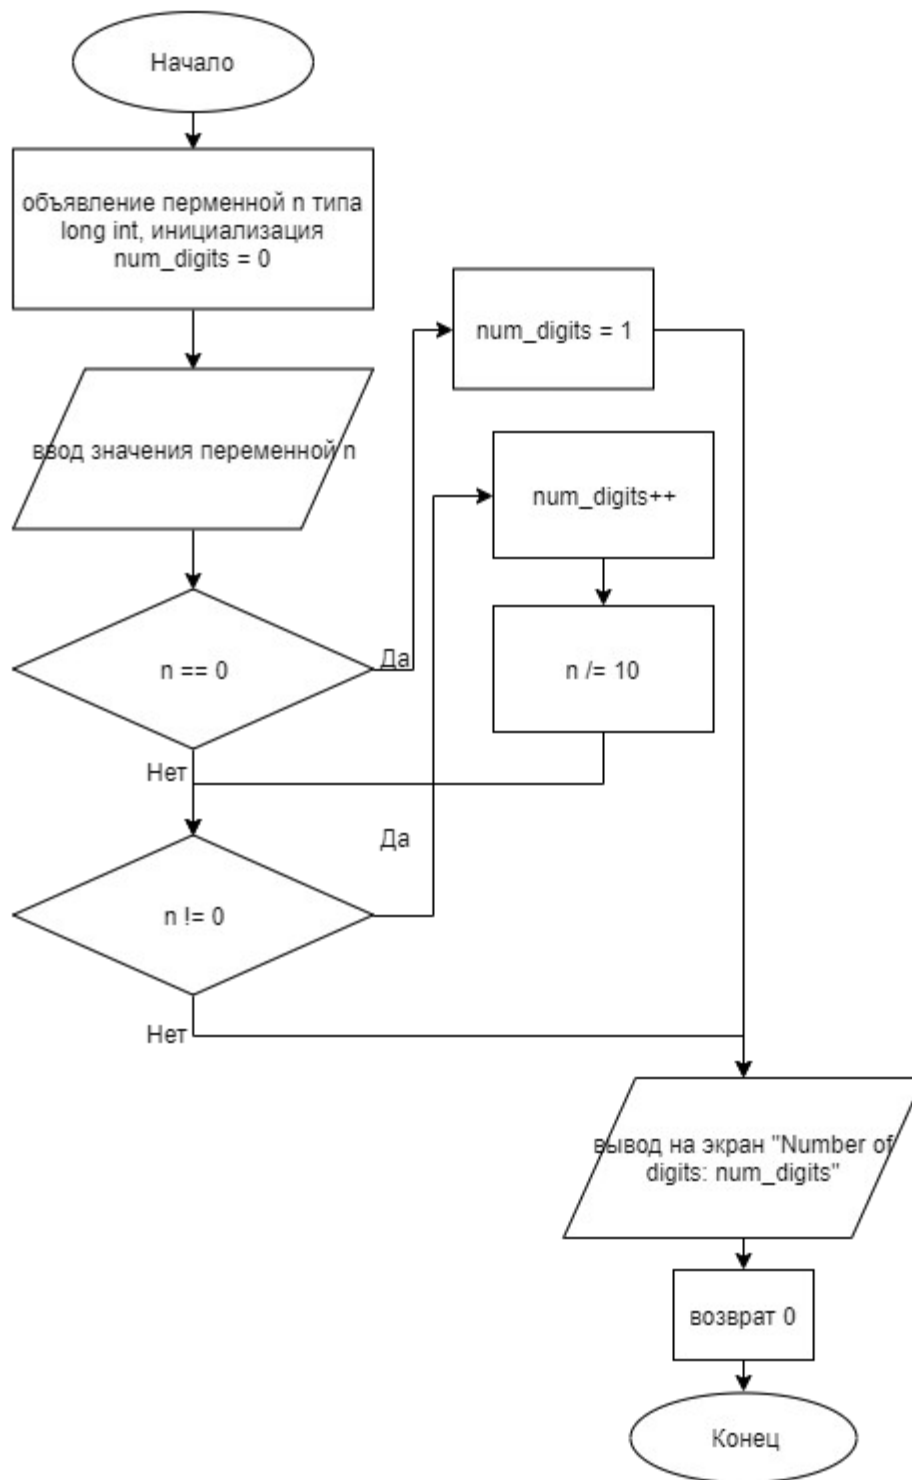 Начало
объявление перменной n типа
long int, инициализация
num_digits = 0
num_digits = 1
ввод значения переменной n
num_digits++
Да
n == 0
n /= 10
Нет
Да
n != 0
Нет
вывод на экран "Number of
digits: num_digits"
возврат 0
Конец